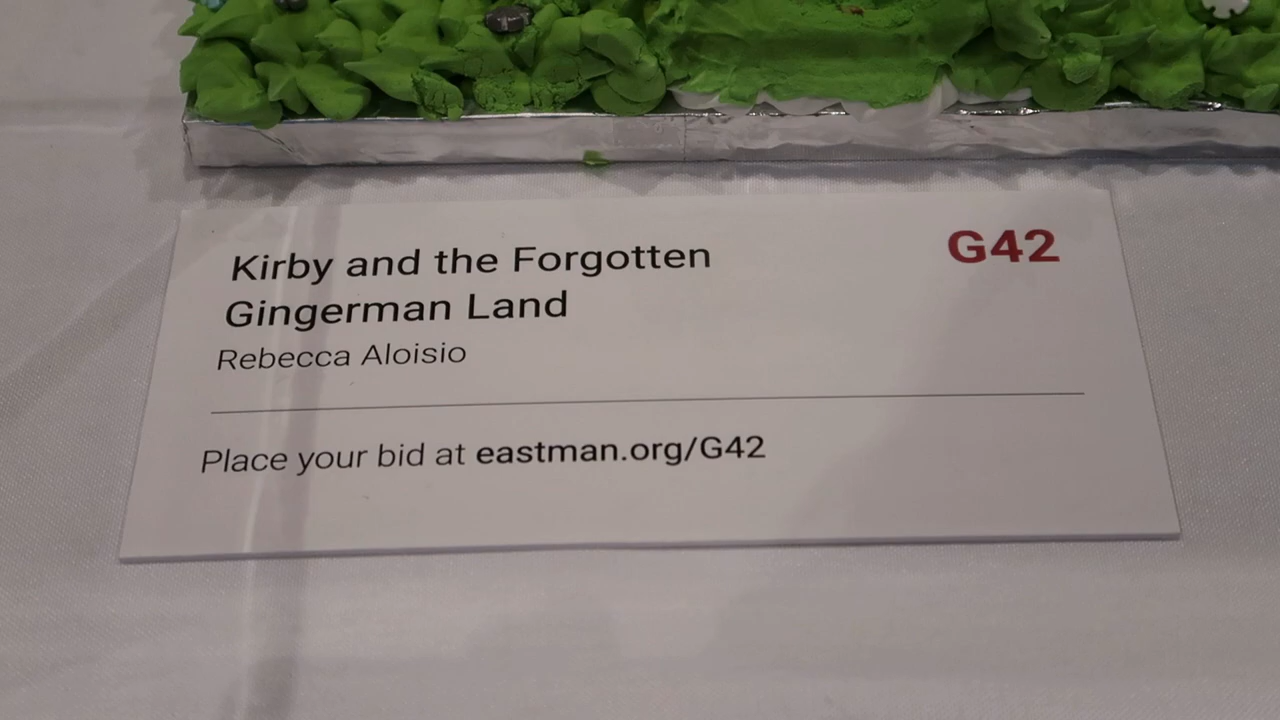 Kirby and the Forgotten
Gingerman Land
G42
Rebecca Aloisio
Place your bid at eastman.org/G42